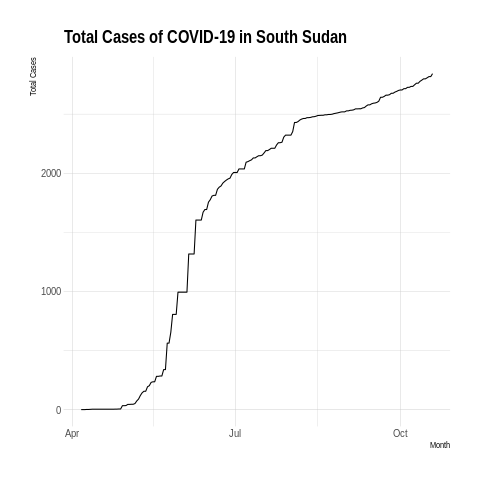 Total Cases of COVID-19 in South Sudan
Total Cases
2000
1000
0
Apr
Jul
Oct
Month